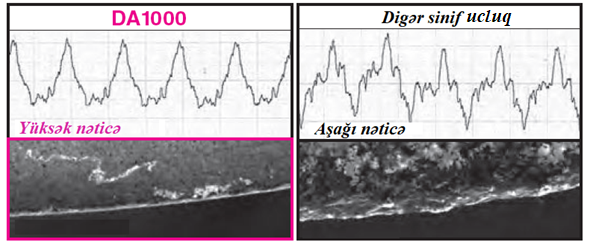 DA1000
Digər sinif ucluq
Yüksək nəticə
Aşağı nəticə